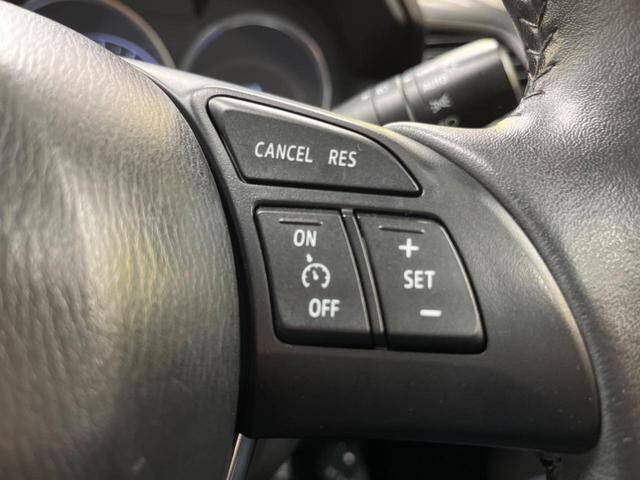 CANCEL RES
ON
OFF
+
SET
-